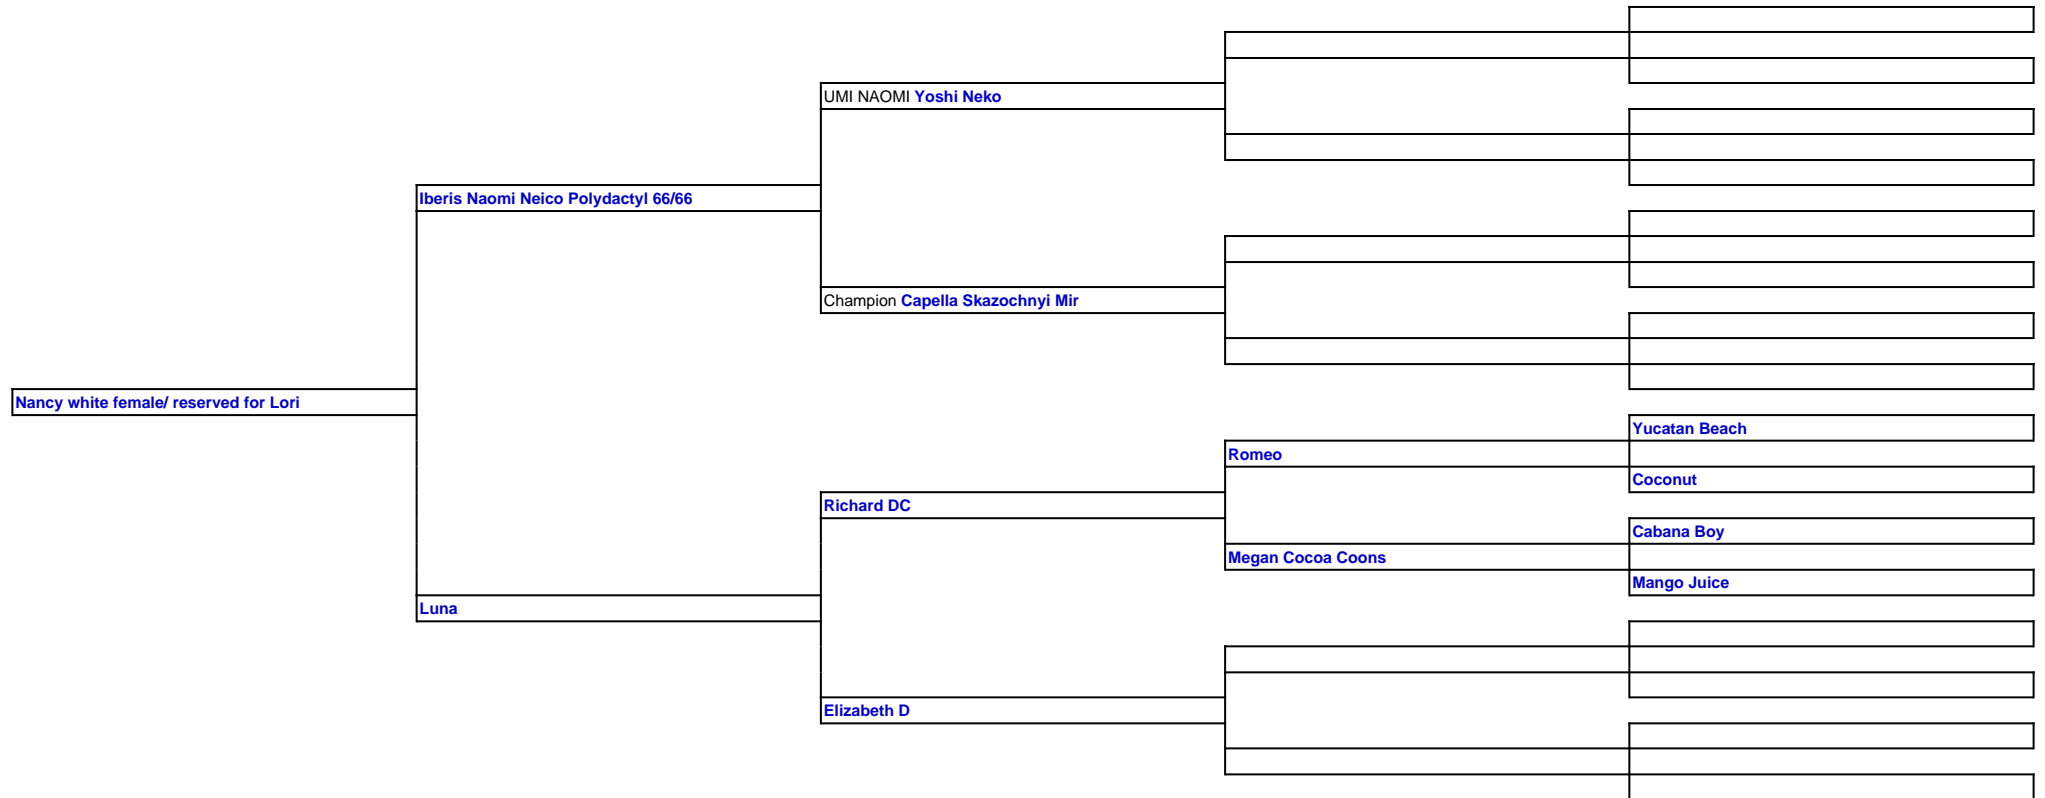 UMI NAOMI Yoshi Neko
Iberis Naomi Neico Polydactyl 66/66
Champion Capella Skazochnyi Mir
Nancy white female/ reserved for Lori
Yucatan Beach
Romeo
Coconut
Richard DC
Cabana Boy
Megan Cocoa Coons
Mango Juice
Luna
Elizabeth D